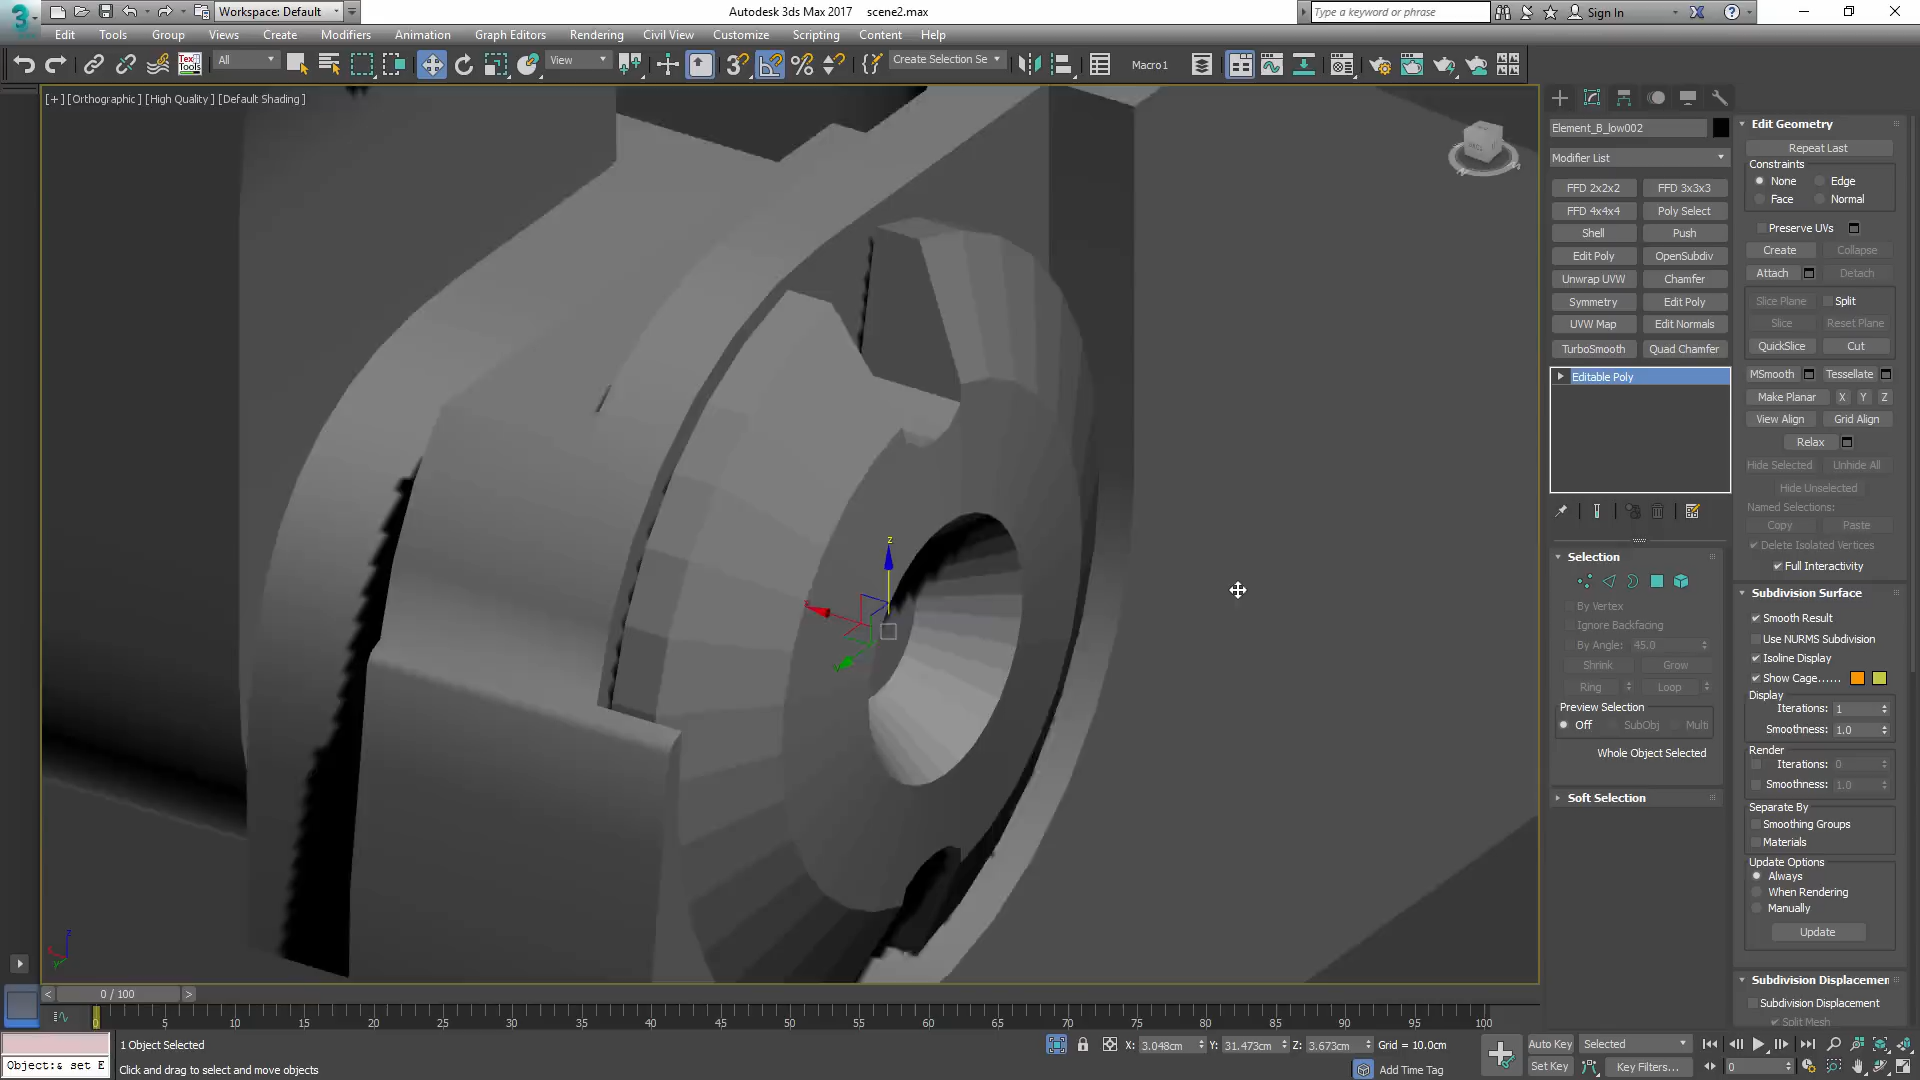 Workspace: Default
Autodesk 3ds Max 2017    scene2.max
Type a keyword or phrase
Sign In
Edit
Tools
Group
Views
Create
Modifiers
Animation
Graph Editors
Rendering
Civil View
Customize
Scripting
Content
Help
All
View
Create Selection Se
Macro1
[+] [Orthographic] [High Quality] [Default Shading]
Element_B_low002
Modifier List
FFD 2x2x2
FFD 3x3x3
FFD 4x4x4
Poly Select
Shell
Push
Edit Poly
OpenSubdiv
Unwrap UVW
Chamfer
Symmetry
Edit Poly
UVW Map
Edit Normals
TurboSmooth
Quad Chamfer
Editable Poly
Selection
By Vertex
Ignore Backfacing
By Angle:
45.0
Shrink
Grow
Ring
Loop
Preview Selection
Off
SubObj
Multi
Whole Object Selected
Soft Selection
Edit Geometry
Repeat Last
Constraints
None
Edge
Face
Normal
Preserve UVs
Create
Collapse
Attach
Detach
Slice Plane
Split
Slice
Reset Plane
QuickSlice
Cut
MSmooth
Tessellate
Make Planar
X
Y
Z
View Align
Grid Align
Relax
Hide Selected
Unhide All
Hide Unselected
Named Selections:
Copy
Paste
Delete Isolated Vertices
Full Interactivity
Subdivision Surface
Smooth Result
Use NURMS Subdivision
Isoline Display
Show Cage......
Display
Iterations: 1
Smoothness: 1.0
Render
Iterations: 0
Smoothness: 1.0
Separate By
Smoothing Groups
Materials
Update Options
Always
When Rendering
Manually
Update
Subdivision Displacemen
Subdivision Displacement
Split Mesh
0 / 100
0
5
10
15
20
25
30
35
40
45
50
55
60
65
70
75
80
85
90
95
100
1 Object Selected
X: 3.048cm
Y: 31.473cm
Z: 3.673cm
Grid = 10.0cm
Auto Key
Selected
Object:& set E
Click and drag to select and move objects
Add Time Tag
Set Key
Key Filters...
0